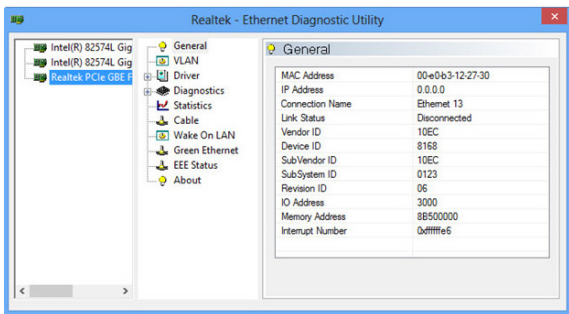 Realtek - Ethernet Diagnostic Utility
Intel(R) 82574L Gig
Intel(R) 82574L Gig
Realtek PCIe GBE F
General
VLAN
Driver
Diagnostics
Statistics
Cable
Wake On LAN
Green Ethernet
EEE Status
About
General
MAC Address 00-e0-b3-12-27-30
IP Address 0.0.0.0
Connection Name Ethernet 13
Link Status Disconnected
Vendor ID 10EC
Device ID 8168
SubVendor ID 10EC
SubSystem ID 0123
Revision ID 06
IO Address 3000
Memory Address 8B500000
Interrupt Number 0xffffffe6